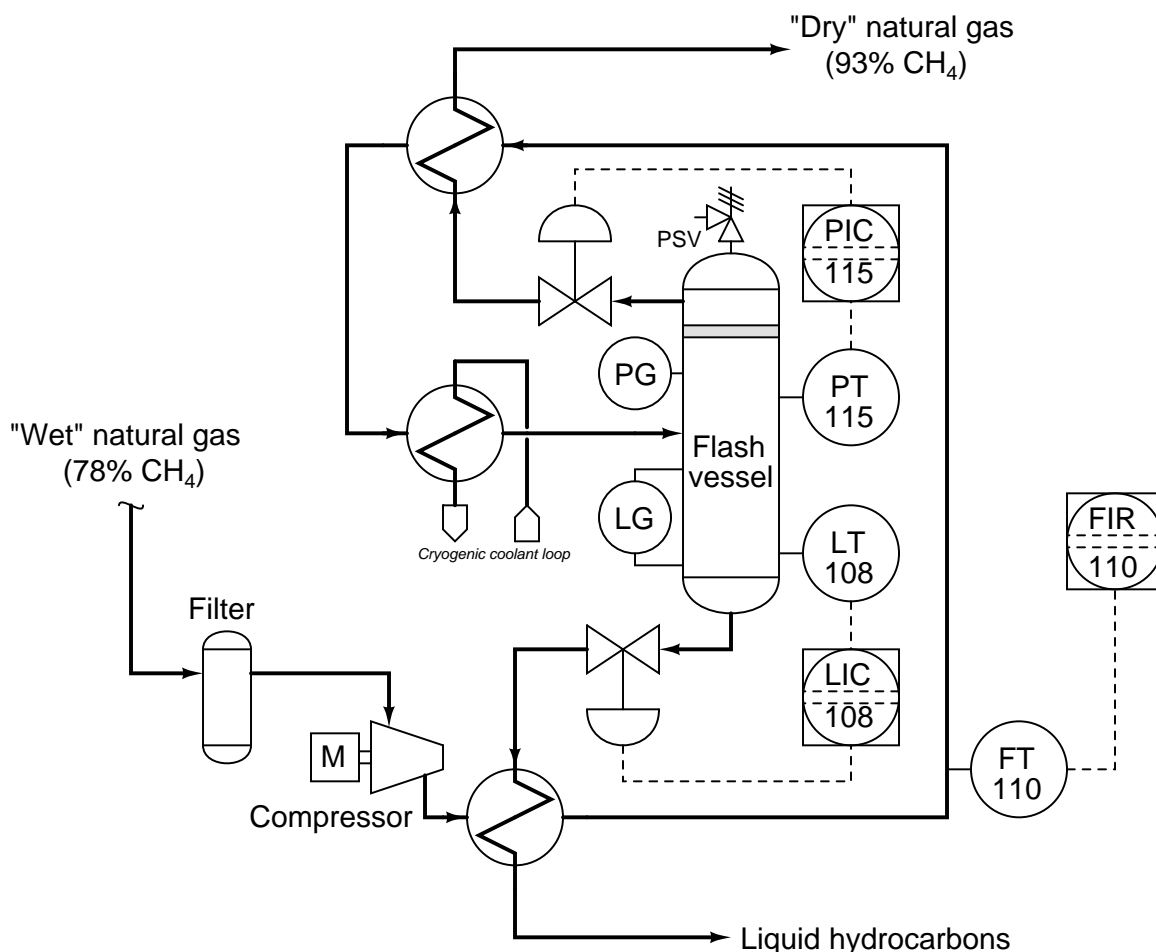 "Dry" natural gas
(93% CH₄)
PSV
PIC
115
PG
PT
115
"Wet" natural gas
(78% CH₄)
Flash
vessel
LG
Cryogenic coolant loop
LT
108
FIR
110
Filter
LIC
108
M
FT
110
Compressor
Liquid hydrocarbons